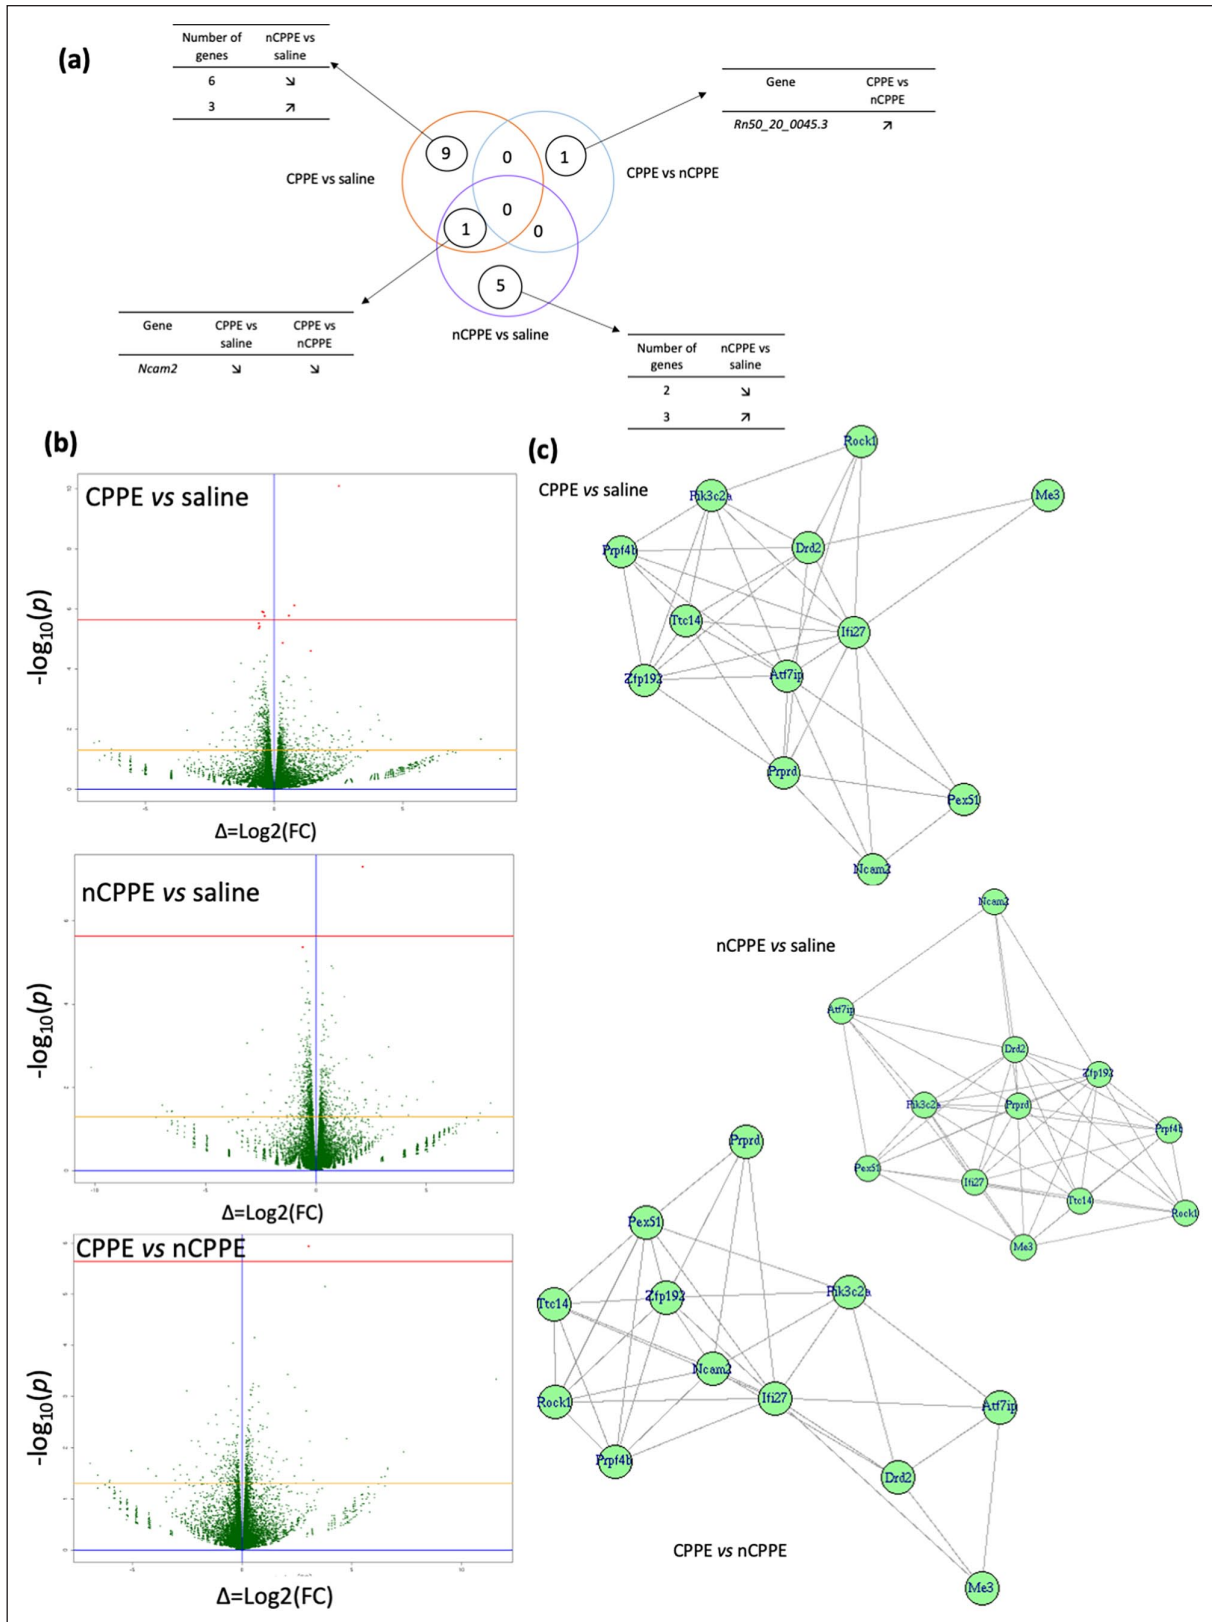 (a)
Number of genes
nCPPE vs saline
6 ↘
3 ↗
Gene
CPPE vs nCPPE
Rn50_20_0045.3 ↗
CPPE vs saline
CPPE vs nCPPE
nCPPE vs saline
9
0
1
0
1
0
5
Gene
CPPE vs saline
CPPE vs nCPPE
Ncam2 ↘ ↘
Number of genes
nCPPE vs saline
2 ↘
3 ↗
(b)
CPPE vs saline
-log10(p)
Δ=Log2(FC)
nCPPE vs saline
-log10(p)
Δ=Log2(FC)
CPPE vs nCPPE
-log10(p)
Δ=Log2(FC)
(c)
CPPE vs saline
Rock1
Pik3c2a
Me3
Prpf4b
Drd2
Ttc14
Ifi27
Zfp192
Atf7ip
Prprd
Pex51
Ncam2
nCPPE vs saline
Ncam2
Atf7ip
Drd2
Zfp192
Pik3c2a
Prprd
Prpf4b
Pex51
Ifi27
Ttc14
Rock1
Me3
Prprd
Pex51
Zfp192
Pik3c2a
Ttc14
Ncam2
Rock1
Ifi27
Atf7ip
Prpf4b
Drd2
Me3
CPPE vs nCPPE